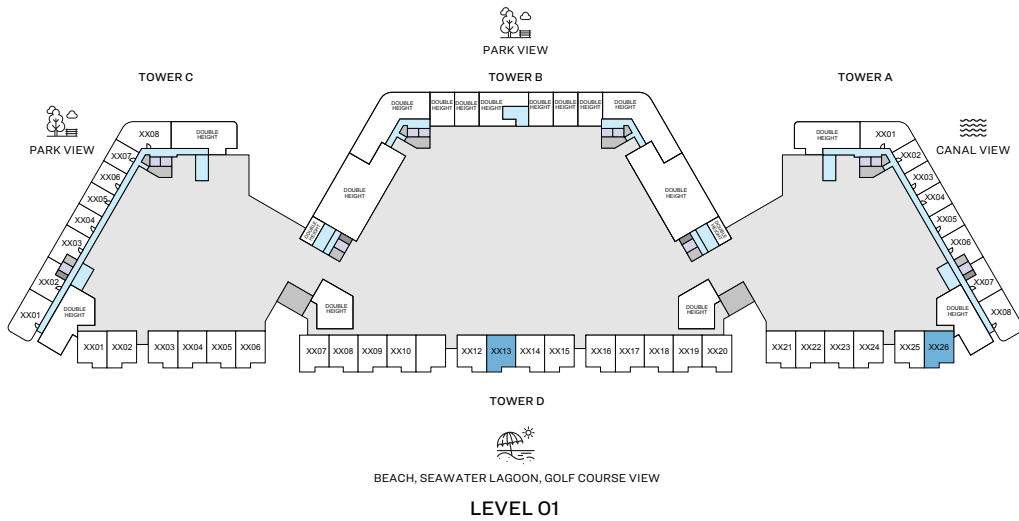 PARK VIEW
TOWER C
TOWER B
TOWER A
PARK VIEW
CANAL VIEW
XX08
DOUBLE
HEIGHT
XX07
XX06
XX05
XX04
XX03
XX02
XX01
DOUBLE
HEIGHT
DOUBLE
HEIGHT
DOUBLE
HEIGHT
DOUBLE
HEIGHT
DOUBLE
HEIGHT
DOUBLE
HEIGHT
DOUBLE
HEIGHT
DOUBLE
HEIGHT
DOUBLE
HEIGHT
DOUBLE
HEIGHT
DOUBLE
HEIGHT
DOUBLE
HEIGHT
DOUBLE
HEIGHT
DOUBLE
HEIGHT
DOUBLE
HEIGHT
DOUBLE
HEIGHT
XX01
XX02
XX03
XX04
XX05
XX06
XX07
XX08
DOUBLE
HEIGHT
XX01 XX02 XX03 XX04 XX05 XX06 XX07 XX08 XX09 XX10 XX12 XX13 XX14 XX15 XX16 XX17 XX18 XX19 XX20 XX21 XX22 XX23 XX24 XX25 XX26
TOWER D
BEACH, SEAWATER LAGOON, GOLF COURSE VIEW
LEVEL 01